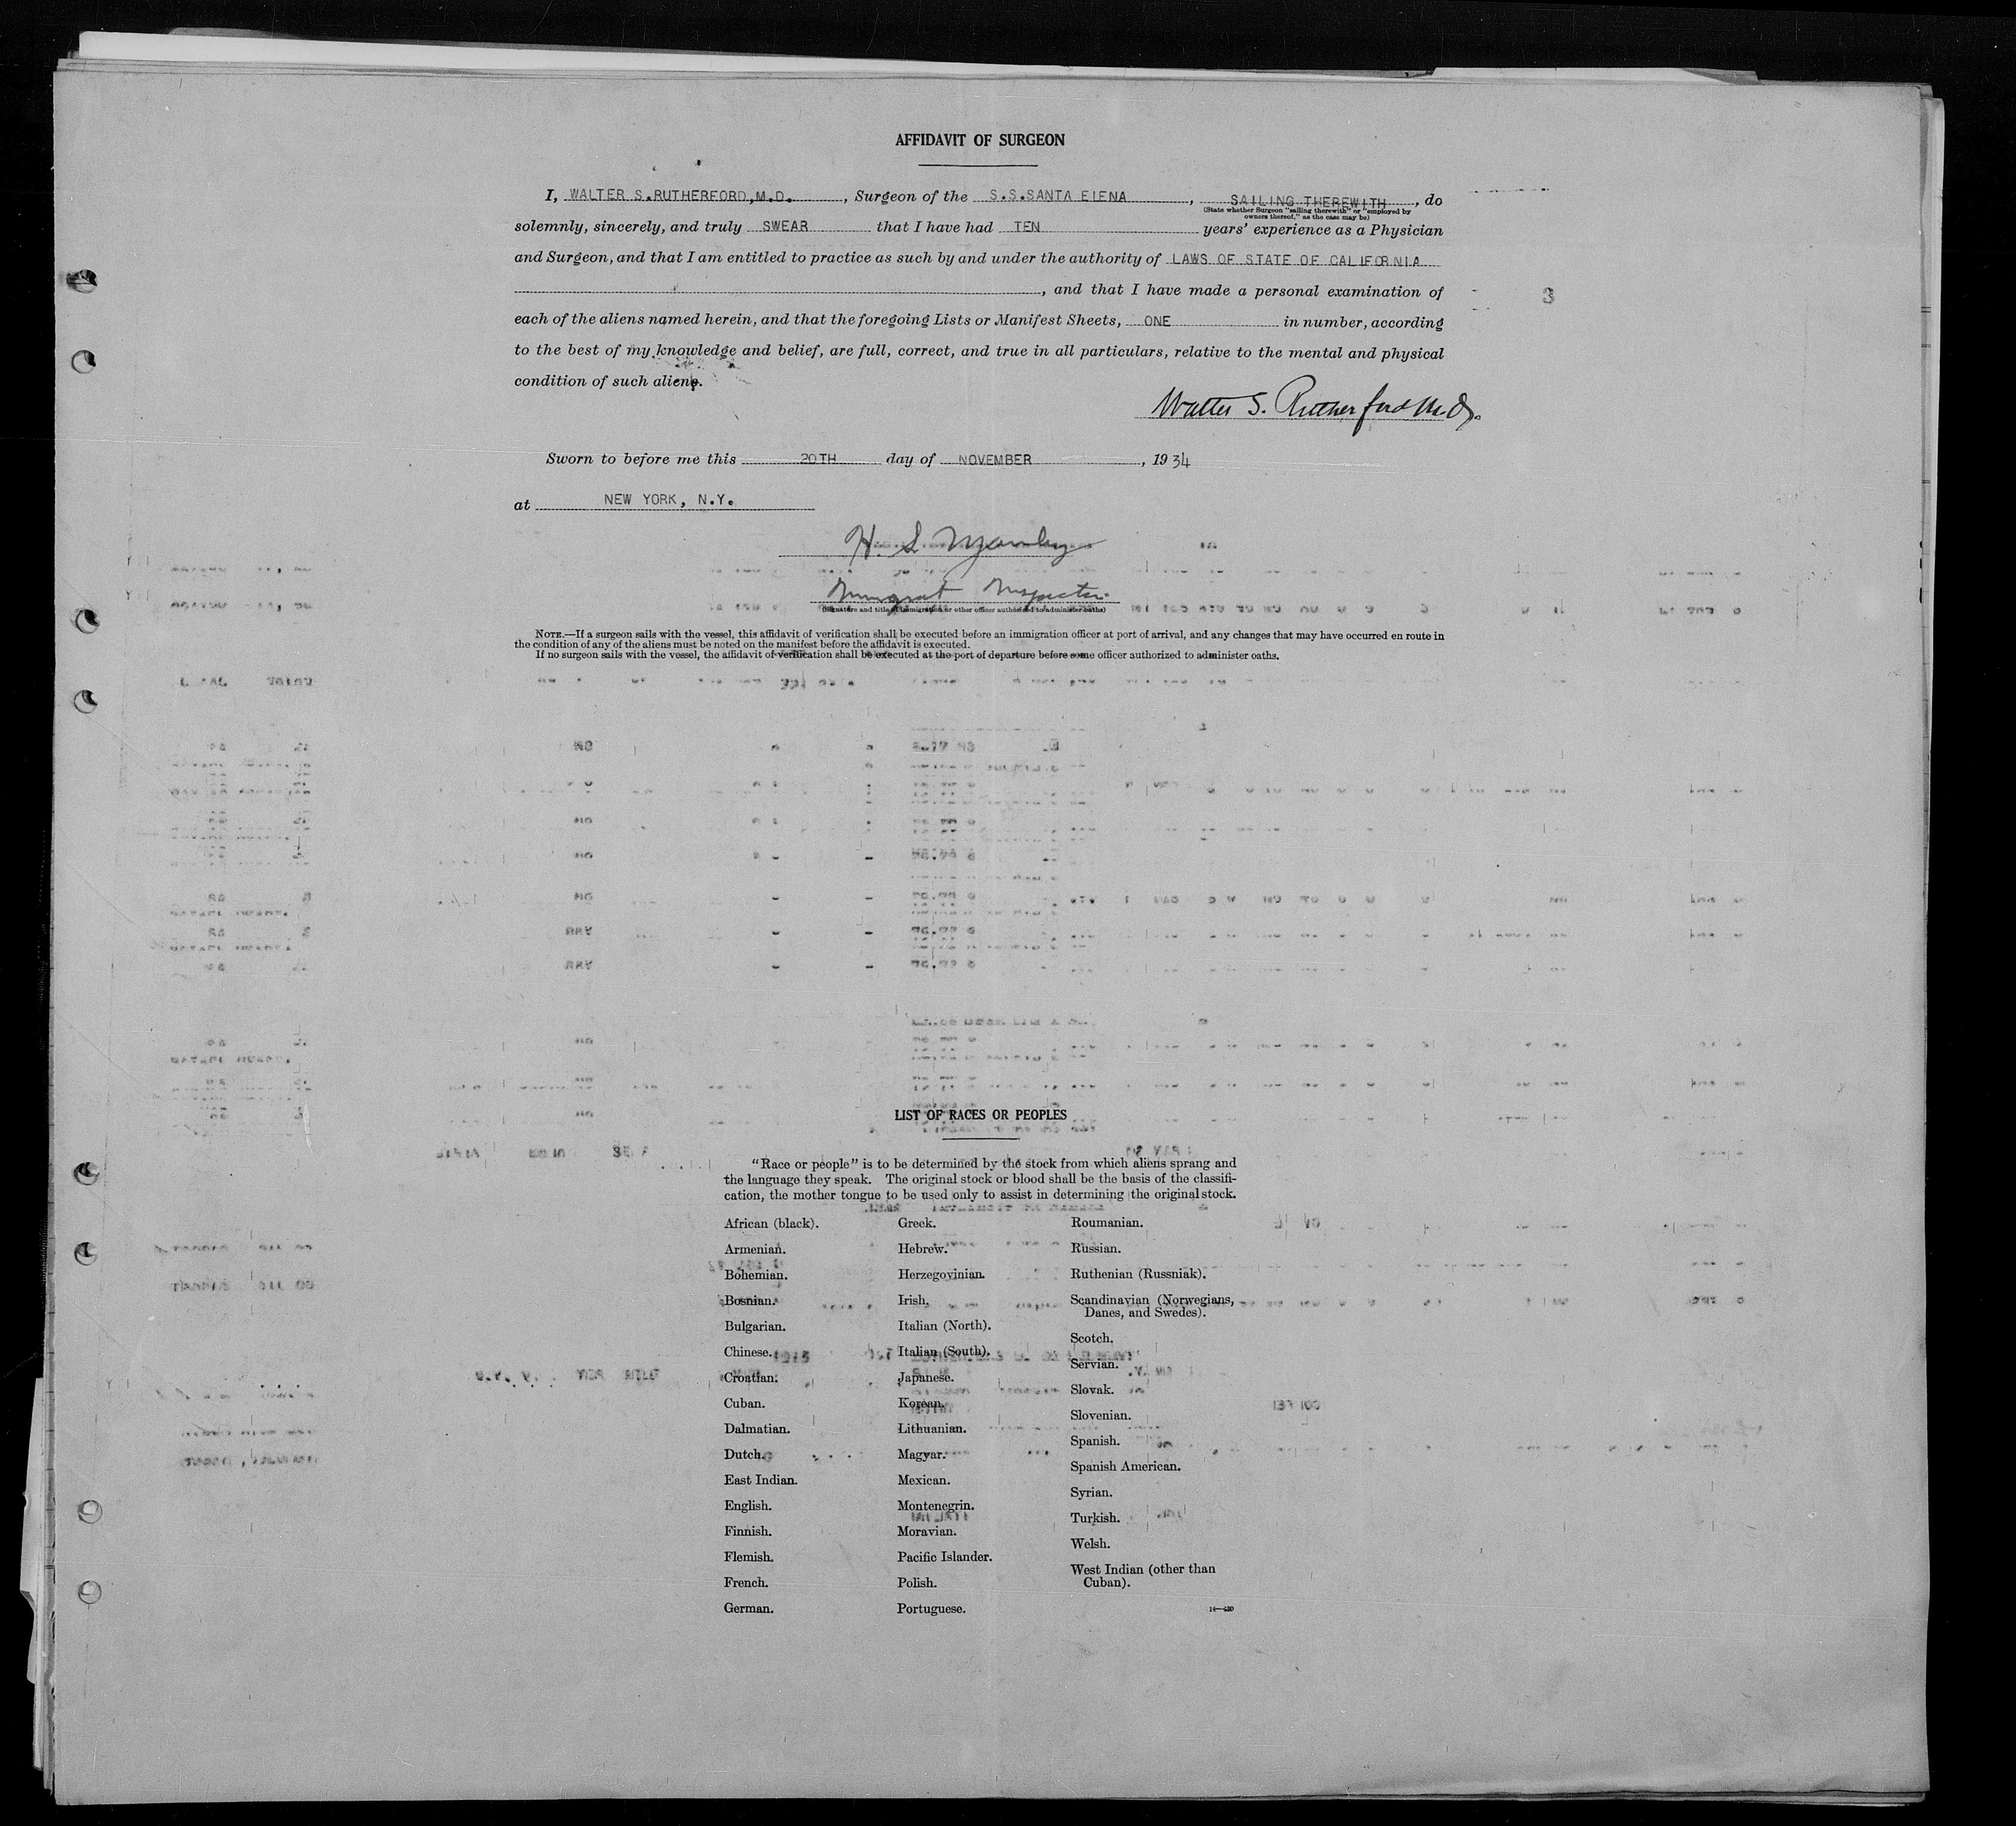 AFFIDAVIT OF SURGEON
I, WALTER S.RUTHERFORD,M.D. , Surgeon of the S.S.SANTA ELENA , SAILING THEREWITH , do
(State whether Surgeon "sailing therewith" or "employed by
owners thereof," as the case may be)
solemnly, sincerely, and truly SWEAR that I have had TEN years' experience as a Physician
and Surgeon, and that I am entitled to practice as such by and under the authority of LAWS OF STATE OF CALIFORNIA
, and that I have made a personal examination of
3
each of the aliens named herein, and that the foregoing Lists or Manifest Sheets, ONE in number, according
to the best of my knowledge and belief, are full, correct, and true in all particulars, relative to the mental and physical
condition of such aliens.
Walter S. Rutherford M.D.
Sworn to before me this 20TH day of NOVEMBER , 1934
at NEW YORK, N.Y.
H. S.
Immigrant Inspector
(Signature and title of immigration or other officer authorized to administer oaths)
NOTE.—If a surgeon sails with the vessel, this affidavit of verification shall be executed before an immigration officer at port of arrival, and any changes that may have occurred en route in
the condition of any of the aliens must be noted on the manifest before the affidavit is executed.
If no surgeon sails with the vessel, the affidavit of verification shall be executed at the port of departure before some officer authorized to administer oaths.
LIST OF RACES OR PEOPLES
"Race or people" is to be determined by the stock from which aliens sprang and
the language they speak. The original stock or blood shall be the basis of the classifi-
cation, the mother tongue to be used only to assist in determining the original stock.
African (black).
Armenian.
Bohemian.
Bosnian.
Bulgarian.
Chinese.
Croatian.
Cuban.
Dalmatian.
Dutch.
East Indian.
English.
Finnish.
Flemish.
French.
German.
Greek.
Hebrew.
Herzegovinian.
Irish.
Italian (North).
Italian (South).
Japanese.
Korean.
Lithuanian.
Magyar.
Mexican.
Montenegrin.
Moravian.
Pacific Islander.
Polish.
Portuguese.
Roumanian.
Russian.
Ruthenian (Russniak).
Scandinavian (Norwegians,
Danes, and Swedes).
Scotch.
Servian.
Slovak.
Slovenian.
Spanish.
Spanish American.
Syrian.
Turkish.
Welsh.
West Indian (other than
Cuban).